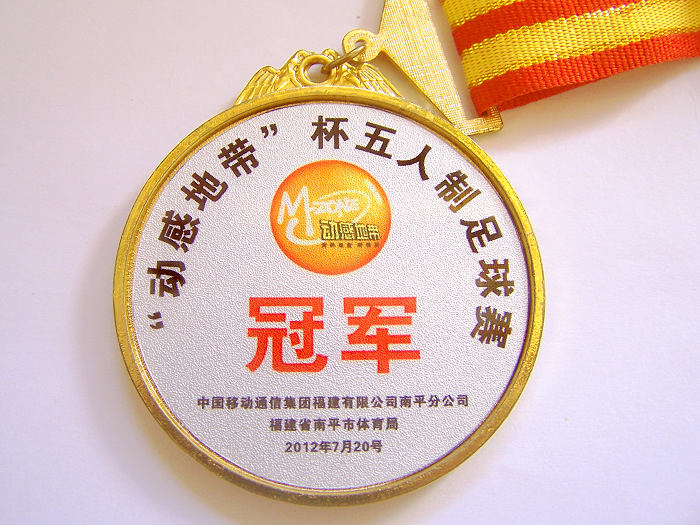 “动感地带”杯五人制足球赛
M-ZONE
动感地带
冠军
中国移动通信集团福建有限公司南平分公司
福建省南平市体育局
2012年7月20号